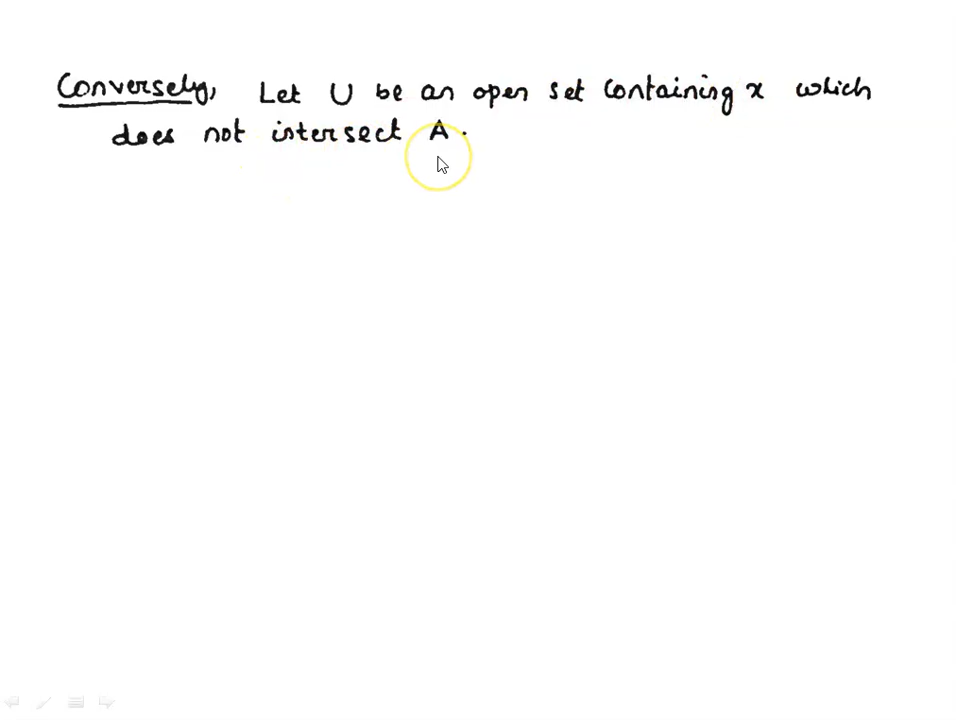 Conversely, Let U be an open set containing x which
does not intersect A.